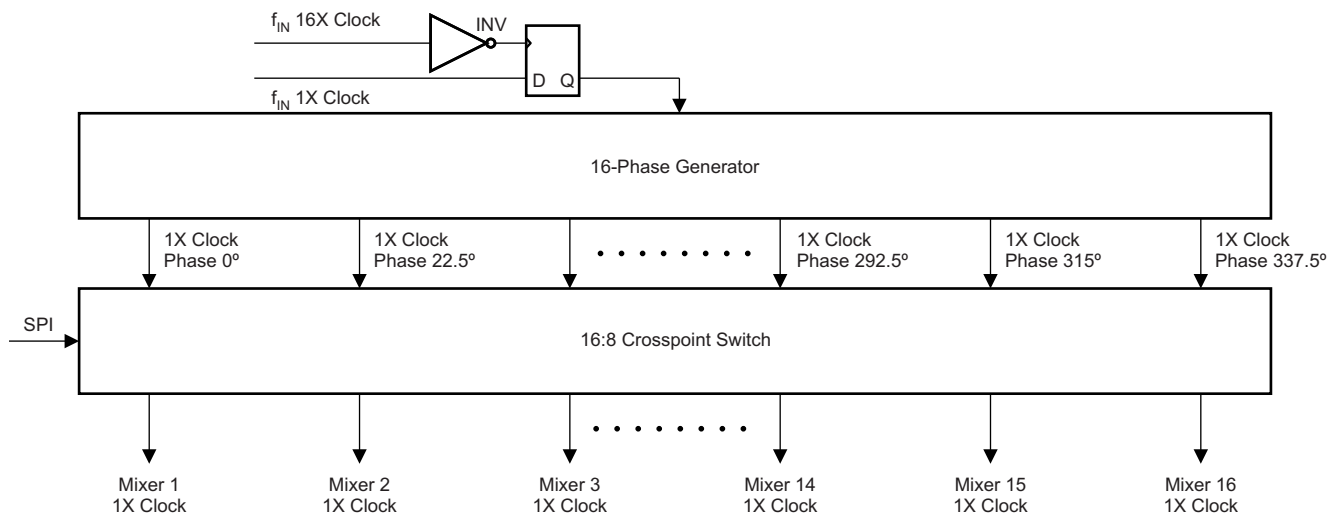 f_IN 16X Clock
INV
D Q
f_IN 1X Clock
16-Phase Generator
1X Clock
Phase 0º
1X Clock
Phase 22.5º
1X Clock
Phase 292.5º
1X Clock
Phase 315º
1X Clock
Phase 337.5º
SPI
16:8 Crosspoint Switch
Mixer 1
1X Clock
Mixer 2
1X Clock
Mixer 3
1X Clock
Mixer 14
1X Clock
Mixer 15
1X Clock
Mixer 16
1X Clock